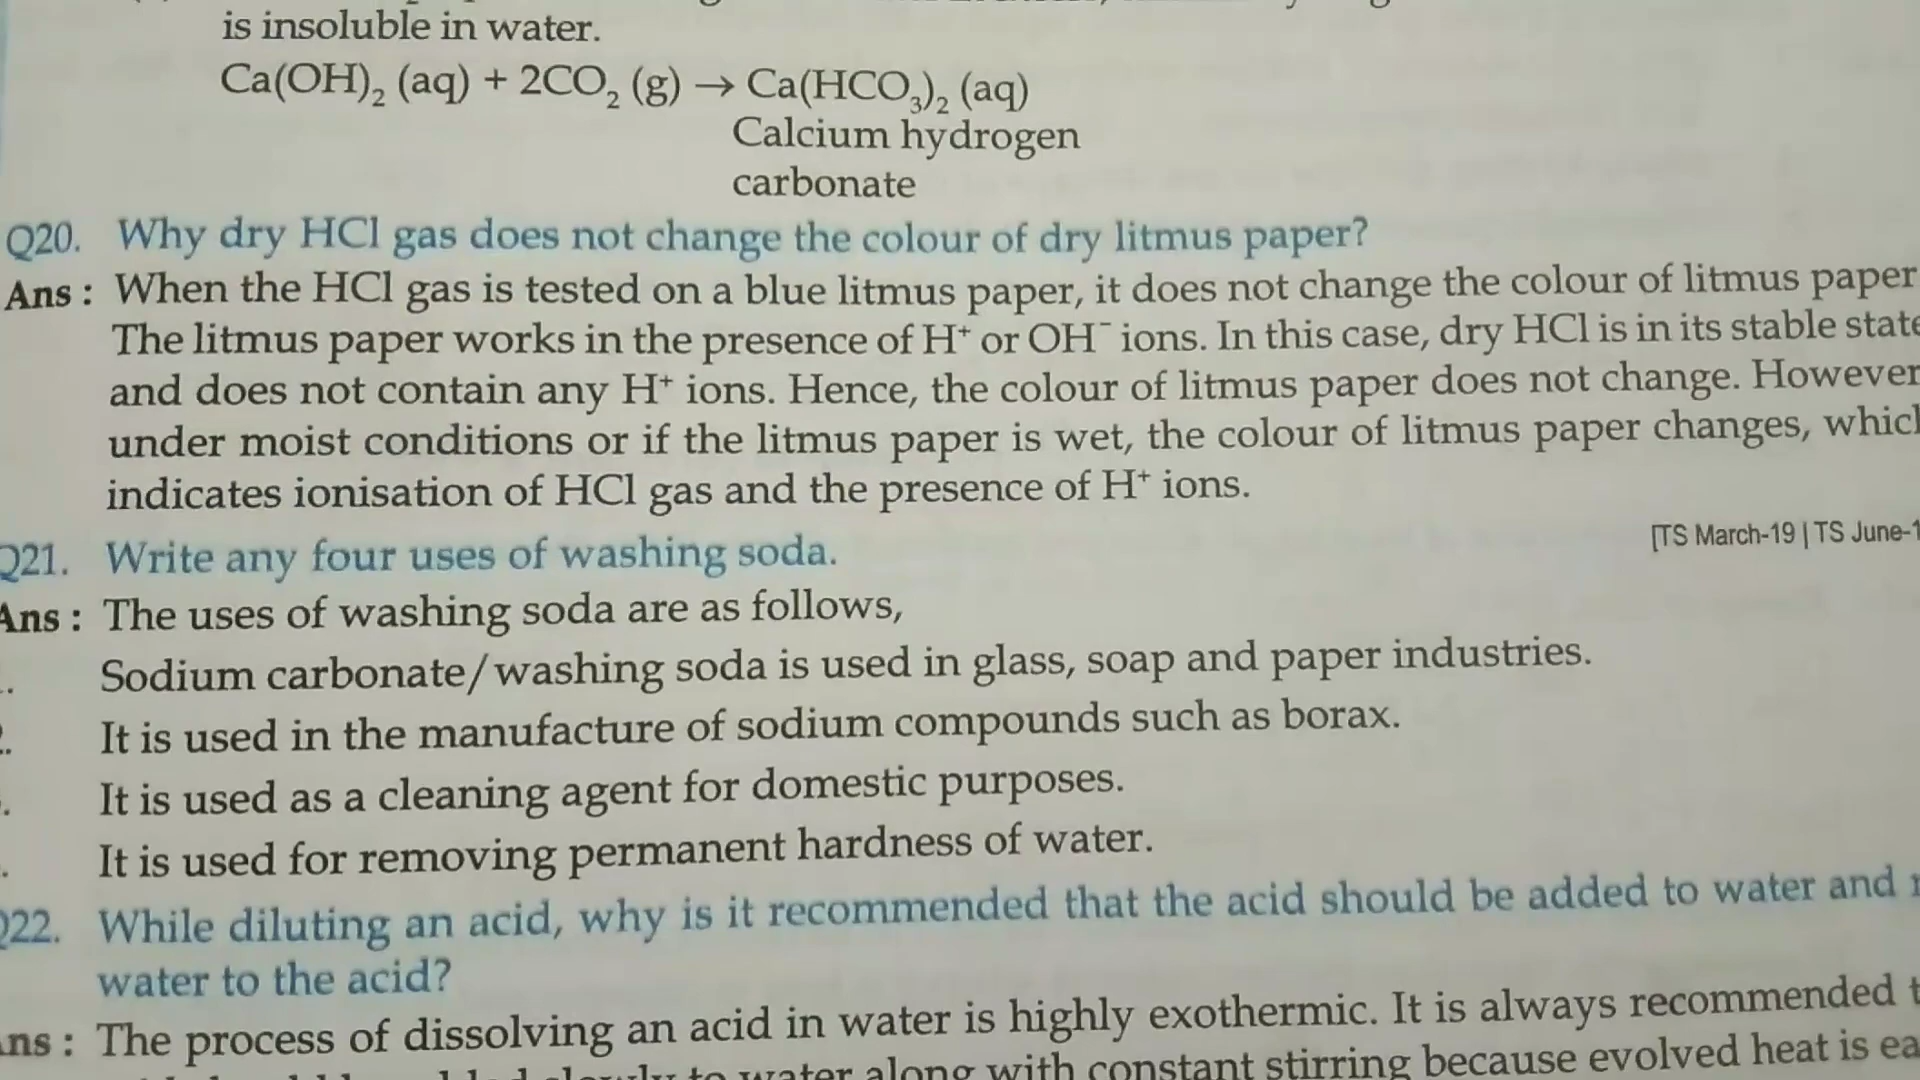 is insoluble in water.
Ca(OH)₂ (aq) + 2CO₂ (g) → Ca(HCO₃)₂ (aq)
Calcium hydrogen
carbonate
Q20. Why dry HCl gas does not change the colour of dry litmus paper?
Ans : When the HCl gas is tested on a blue litmus paper, it does not change the colour of litmus paper
The litmus paper works in the presence of H⁺ or OH⁻ ions. In this case, dry HCl is in its stable state
and does not contain any H⁺ ions. Hence, the colour of litmus paper does not change. However
under moist conditions or if the litmus paper is wet, the colour of litmus paper changes, which
indicates ionisation of HCl gas and the presence of H⁺ ions.
[TS March-19 | TS June-1
Q21. Write any four uses of washing soda.
Ans : The uses of washing soda are as follows,
Sodium carbonate/washing soda is used in glass, soap and paper industries.
It is used in the manufacture of sodium compounds such as borax.
It is used as a cleaning agent for domestic purposes.
It is used for removing permanent hardness of water.
Q22. While diluting an acid, why is it recommended that the acid should be added to water and
water to the acid?
Ans : The process of dissolving an acid in water is highly exothermic. It is always recommended
slowly to water along with constant stirring because evolved heat is